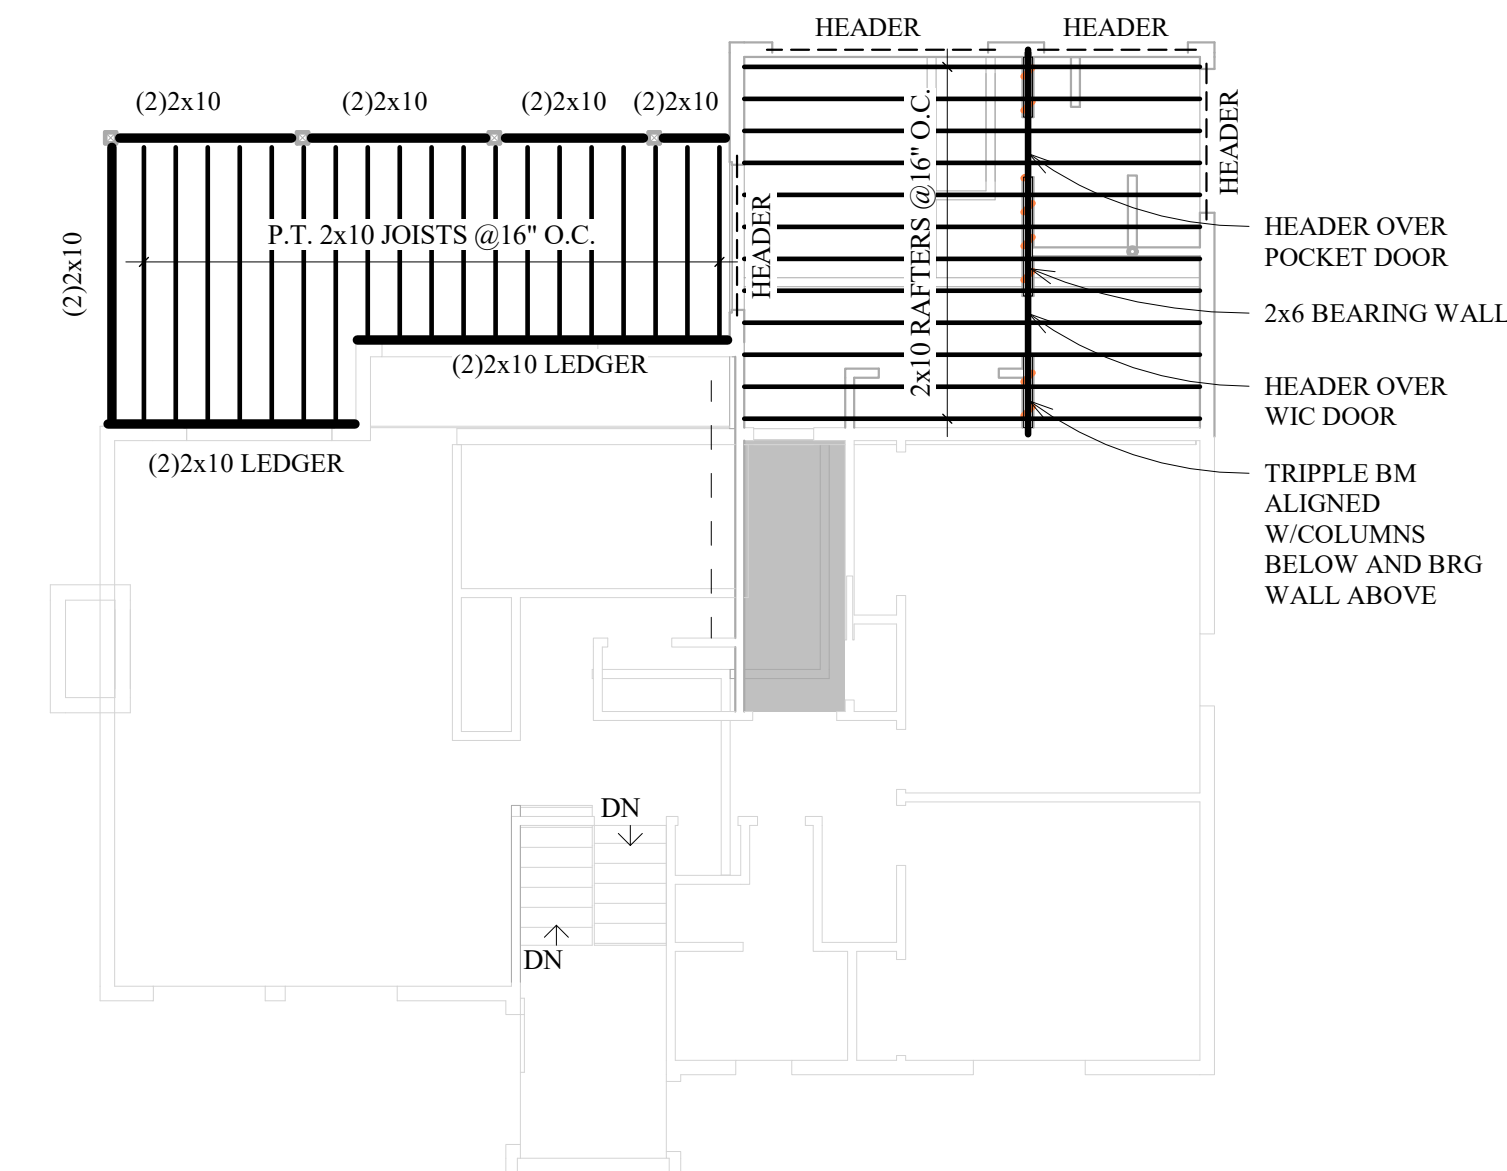 HEADER
HEADER
(2)2x10
(2)2x10
(2)2x10
(2)2x10
HEADER
2x10 RAFTERS @16" O.C.
P.T. 2x10 JOISTS @16" O.C.
(2)2x10
HEADER
HEADER OVER
POCKET DOOR
2x6 BEARING WALL
(2)2x10 LEDGER
HEADER OVER
WIC DOOR
(2)2x10 LEDGER
TRIPPLE BM
ALIGNED
W/COLUMNS
BELOW AND BRG
WALL ABOVE
DN
DN